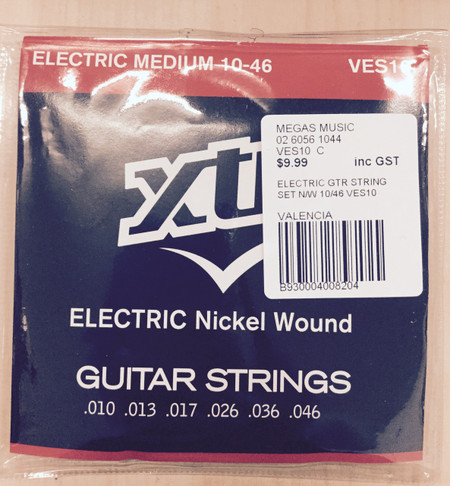 ELECTRIC MEDIUM 10-46 VES10
MEGAS MUSIC
02 6056 1044
VES10 C
$9.99 inc GST
ELECTRIC GTR STRING
SET N/W 10/46 VES10
VALENCIA
B930004008204
ELECTRIC Nickel Wound
GUITAR STRINGS
.010 .013 .017 .026 .036 .046